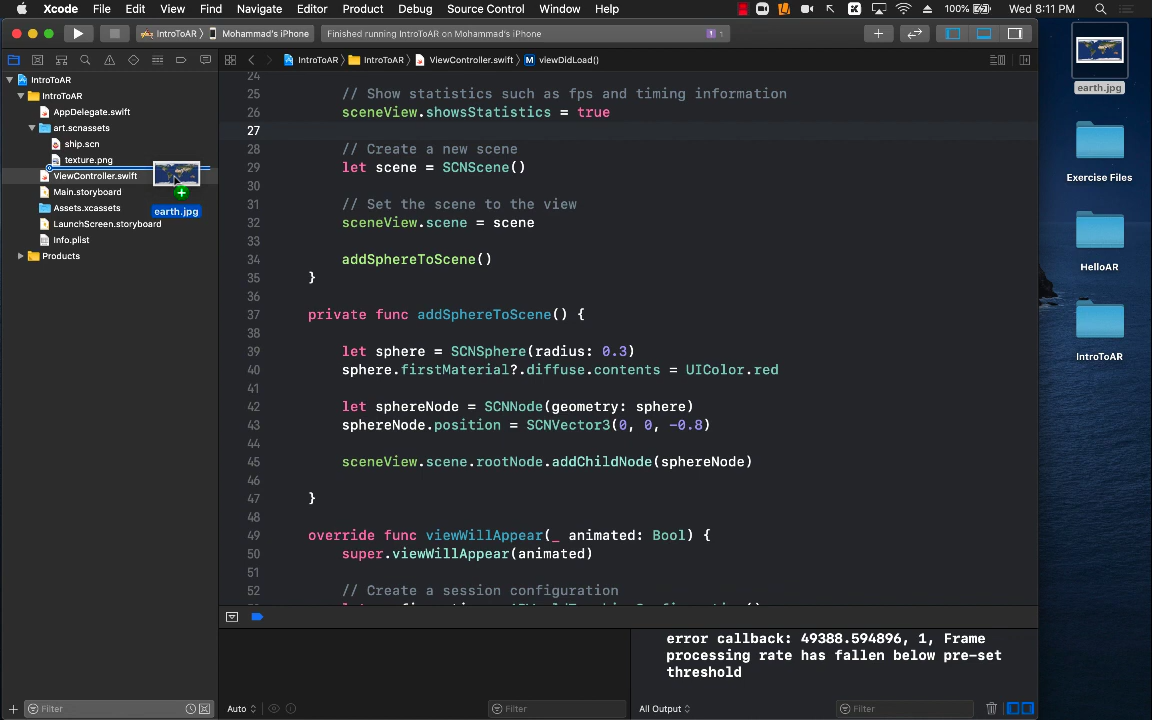 Xcode File Edit View Find Navigate Editor Product Debug Source Control Window Help 100% Wed 8:11 PM
IntroToAR Mohammad's iPhone Finished running IntroToAR on Mohammad's iPhone 1
IntroToAR IntroToAR ViewController.swift M viewDidLoad()
IntroToAR
IntroToAR
AppDelegate.swift
art.scnassets
ship.scn
texture.png
ViewController.swift
earth.jpg
Main.storyboard
Assets.xcassets
LaunchScreen.storyboard
Info.plist
Products
Filter
24
25 // Show statistics such as fps and timing information
26 sceneView.showsStatistics = true
27
28 // Create a new scene
29 let scene = SCNScene()
30
31 // Set the scene to the view
32 sceneView.scene = scene
33
34 addSphereToScene()
35 }
36
37 private func addSphereToScene() {
38
39 let sphere = SCNSphere(radius: 0.3)
40 sphere.firstMaterial?.diffuse.contents = UIColor.red
41
42 let sphereNode = SCNNode(geometry: sphere)
43 sphereNode.position = SCNVector3(0, 0, -0.8)
44
45 sceneView.scene.rootNode.addChildNode(sphereNode)
46
47 }
48
49 override func viewWillAppear(_ animated: Bool) {
50 super.viewWillAppear(animated)
51
52 // Create a session configuration
error callback: 49388.594896, 1, Frame
processing rate has fallen below pre-set
threshold
Auto Filter All Output Filter
earth.jpg
Exercise Files
HelloAR
IntroToAR